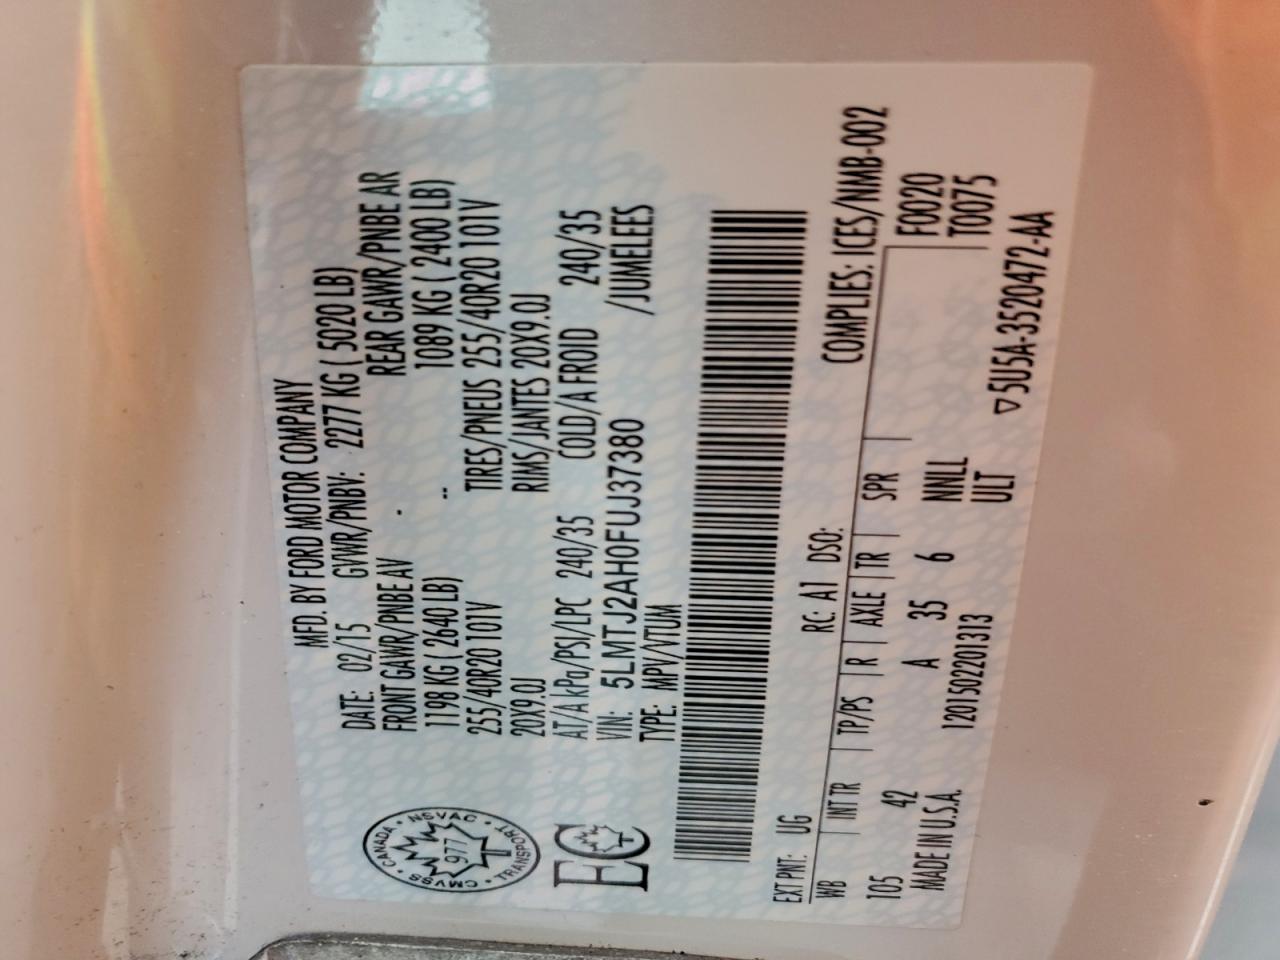 MFD. BY FORD MOTOR COMPANY
DATE: 02/15 GVWR/PNBV: 2277 KG ( 5020 LB)
FRONT GAWR/PNBE AV REAR GAWR/PNBE AR
1198 KG ( 2640 LB) 1089 KG ( 2400 LB)
255/40R20 101V -- TIRES/PNEUS 255/40R20 101V
20X9.0J RIMS/JANTES 20X9.0J
AT/A kPa/PSI/LPC 240/35 COLD/A FROID 240/35
VIN: 5LMTJ2AH0FUJ37380 /JUMELEES
TYPE: MPV/VTUM
CANADA • NSVAC • TRANSPORT • CMVSS •
977
T
EC
T
EXT PNT: UG RC: A1 DSO: COMPLIES: ICES/NMB-002
WB INT TR TP/PS R AXLE TR SPR F0020
105 42 A 35 6 NNLL T0075
MADE IN U.S.A. 1201502201313 ULT
▽5U5A-3520472-AA